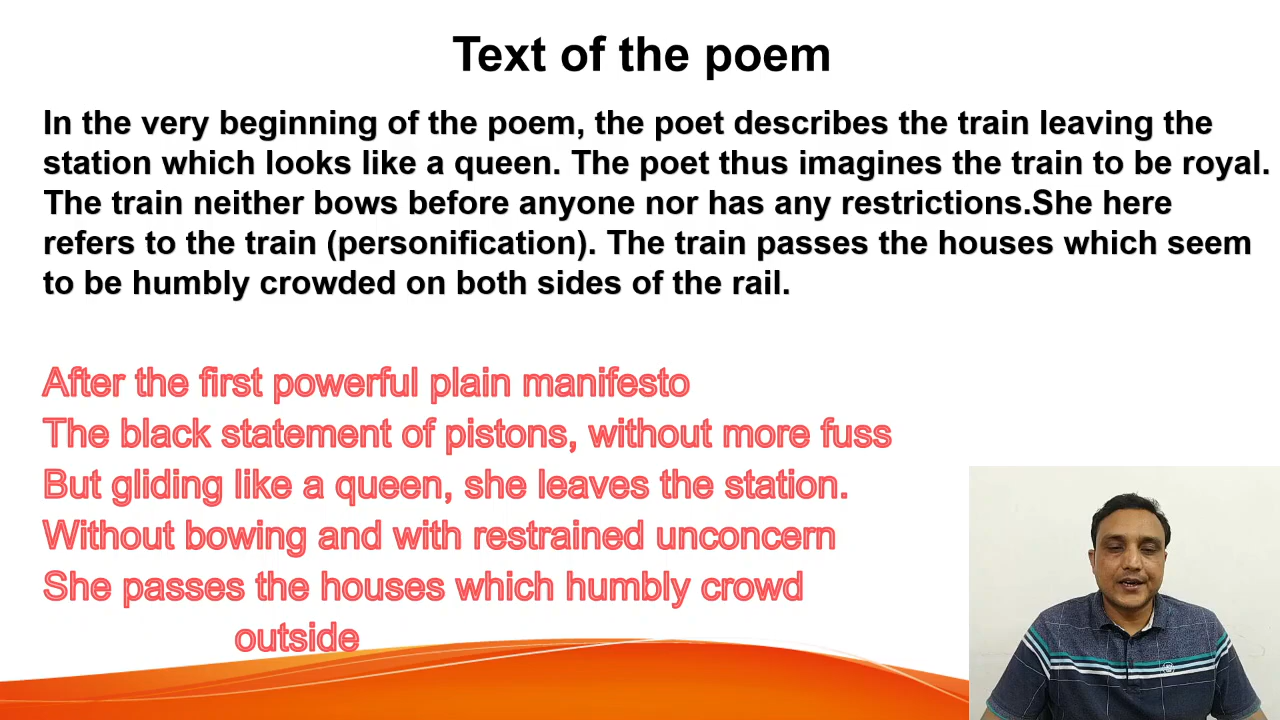 Text of the poem
In the very beginning of the poem, the poet describes the train leaving the
station which looks like a queen. The poet thus imagines the train to be royal.
The train neither bows before anyone nor has any restrictions.She here
refers to the train (personification). The train passes the houses which seem
to be humbly crowded on both sides of the rail.
After the first powerful plain manifesto
The black statement of pistons, without more fuss
But gliding like a queen, she leaves the station.
Without bowing and with restrained unconcern
She passes the houses which humbly crowd
outside